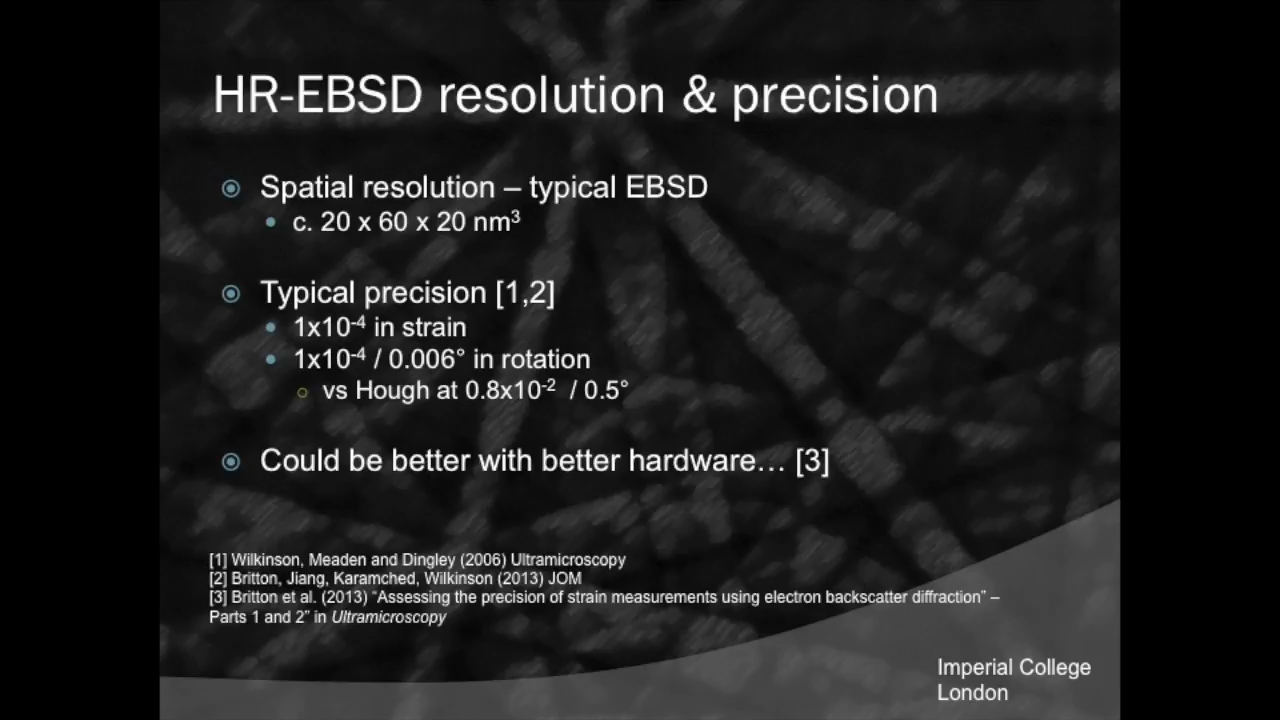 HR-EBSD resolution & precision
Spatial resolution – typical EBSD
c. 20 x 60 x 20 nm³
Typical precision [1,2]
1x10⁻⁴ in strain
1x10⁻⁴ / 0.006° in rotation
vs Hough at 0.8x10⁻² / 0.5°
Could be better with better hardware… [3]
[1] Wilkinson, Meaden and Dingley (2006) Ultramicroscopy
[2] Britton, Jiang, Karamched, Wilkinson (2013) JOM
[3] Britton et al. (2013) “Assessing the precision of strain measurements using electron backscatter diffraction” –
Parts 1 and 2” in Ultramicroscopy
Imperial College
London